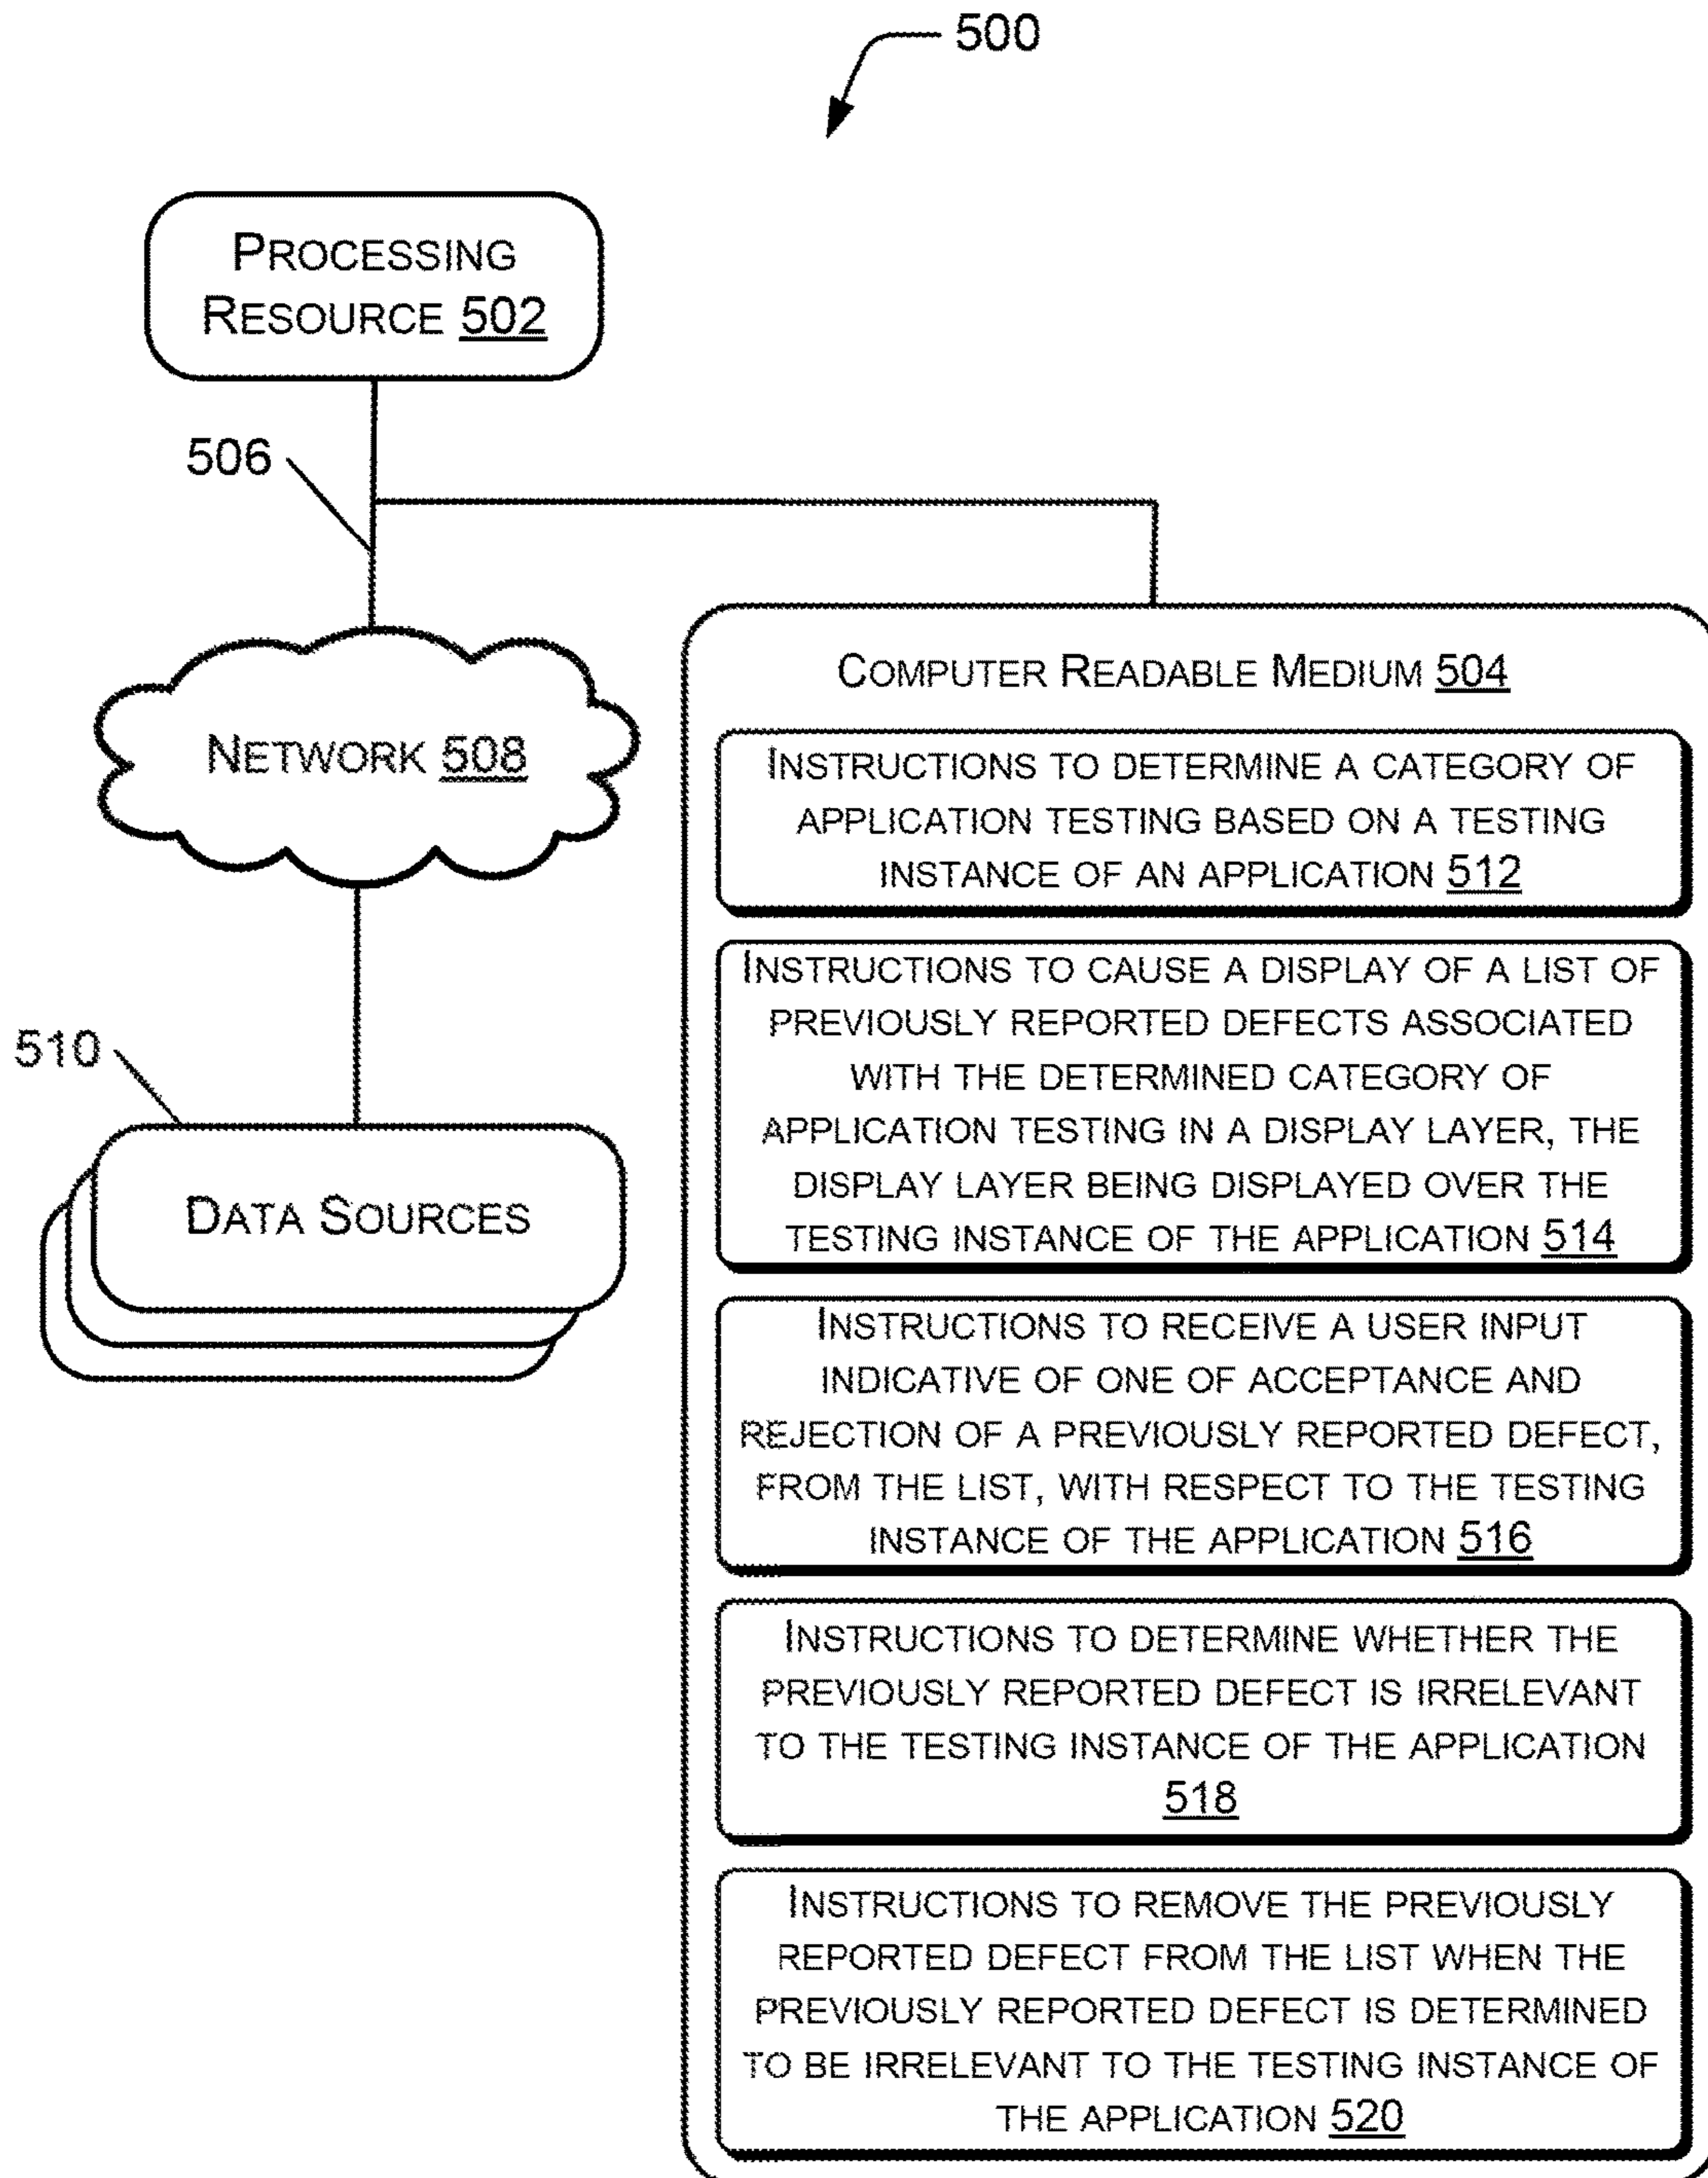 500
PROCESSING
RESOURCE 502
506
NETWORK 508
510
DATA SOURCES
COMPUTER READABLE MEDIUM 504
INSTRUCTIONS TO DETERMINE A CATEGORY OF
APPLICATION TESTING BASED ON A TESTING
INSTANCE OF AN APPLICATION 512
INSTRUCTIONS TO CAUSE A DISPLAY OF A LIST OF
PREVIOUSLY REPORTED DEFECTS ASSOCIATED
WITH THE DETERMINED CATEGORY OF
APPLICATION TESTING IN A DISPLAY LAYER, THE
DISPLAY LAYER BEING DISPLAYED OVER THE
TESTING INSTANCE OF THE APPLICATION 514
INSTRUCTIONS TO RECEIVE A USER INPUT
INDICATIVE OF ONE OF ACCEPTANCE AND
REJECTION OF A PREVIOUSLY REPORTED DEFECT,
FROM THE LIST, WITH RESPECT TO THE TESTING
INSTANCE OF THE APPLICATION 516
INSTRUCTIONS TO DETERMINE WHETHER THE
PREVIOUSLY REPORTED DEFECT IS IRRELEVANT
TO THE TESTING INSTANCE OF THE APPLICATION
518
INSTRUCTIONS TO REMOVE THE PREVIOUSLY
REPORTED DEFECT FROM THE LIST WHEN THE
PREVIOUSLY REPORTED DEFECT IS DETERMINED
TO BE IRRELEVANT TO THE TESTING INSTANCE OF
THE APPLICATION 520